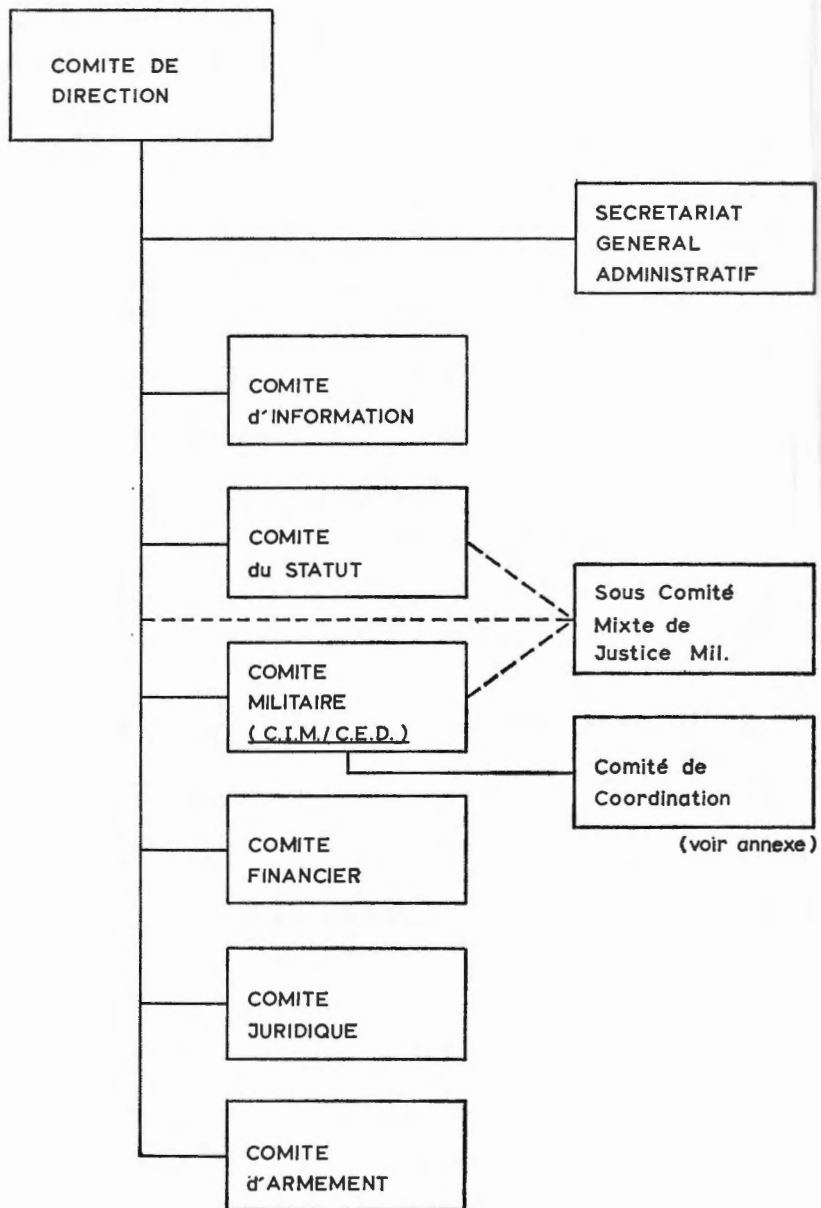 COMITE DE
DIRECTION
SECRETARIAT
GENERAL
ADMINISTRATIF
COMITE
d'INFORMATION
COMITE
du STATUT
Sous Comité
Mixte de
Justice Mil.
COMITE
MILITAIRE
(C.I.M./C.E.D.)
Comité de
Coordination
(voir annexe)
COMITE
FINANCIER
COMITE
JURIDIQUE
COMITE
d'ARMEMENT